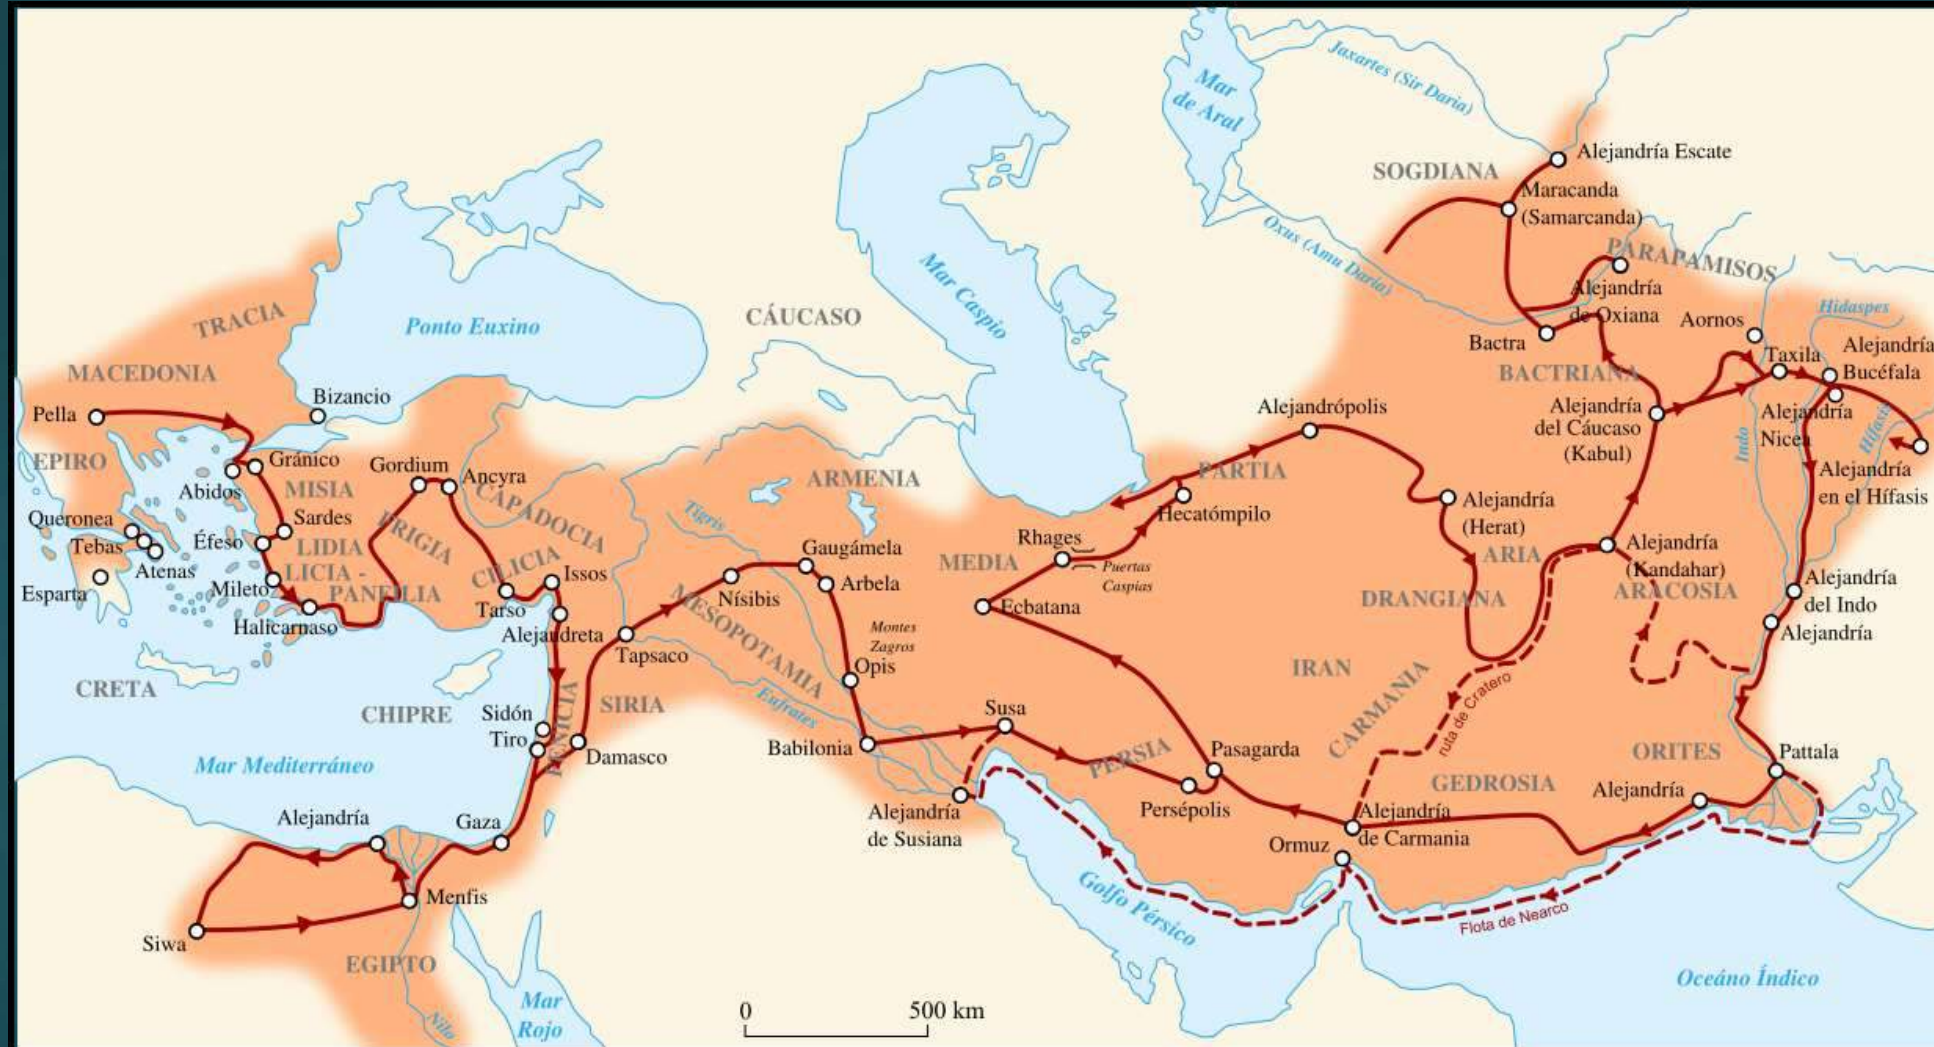 Jaxartes (Sir Daria)
Mar
de Aral
SOGDIANA
Alejandría Escate
Maracanda
(Samarcanda)
Oxus (Amu Daria)
PARAPAMISOS
Alejandría
de Oxiana
Bactra
BACTRIANA
Aornos
Hidaspes
Taxila
Alejandría
Bucéfala
Alejandría
Nicea
Hífasis
Indo
Alejandría
en el Hífasis
Alejandría
del Cáucaso
(Kabul)
Mar Caspio
CÁUCASO
Ponto Euxino
TRACIA
MACEDONIA
Pella
Bizancio
EPIRO
Abidos
Gránico
MISIA
Gordium
Ancyra
CAPADOCIA
ARMENIA
Queronea
Tebas
Atenas
Esparta
Éfeso
Sardes
LIDIA
FRIGIA
LICIA -
PANFILIA
Mileto
Halicarnaso
CILICIA
Tarso
Issos
Alejandreta
Tigris
Gaugámela
Arbela
Nísibis
MESOPOTAMIA
Tapsaco
Montes
Zagros
Opis
Eufrates
MEDIA
Rhages
Puertas
Caspias
Ecbatana
Hecatómpilo
PARTIA
Alejandrópolis
Alejandría
(Herat)
ARIA
Alejandría
(Kandahar)
ARACOSIA
DRANGIANA
Alejandría
del Indo
Alejandría
IRAN
CARMANIA
ruta de Cratero
CRETA
CHIPRE
Sidón
Tiro
FENICIA
SIRIA
Damasco
Mar Mediterráneo
Babilonia
Susa
PERSIA
Pasagarda
Persépolis
Alejandría
de Susiana
GEDROSIA
ORITES
Pattala
Alejandría
Alejandría
de Carmania
Ormuz
Golfo Pérsico
Flota de Nearco
Océano Índico
Alejandría
Gaza
Menfis
Siwa
EGIPTO
Nilo
Mar
Rojo
0
500 km